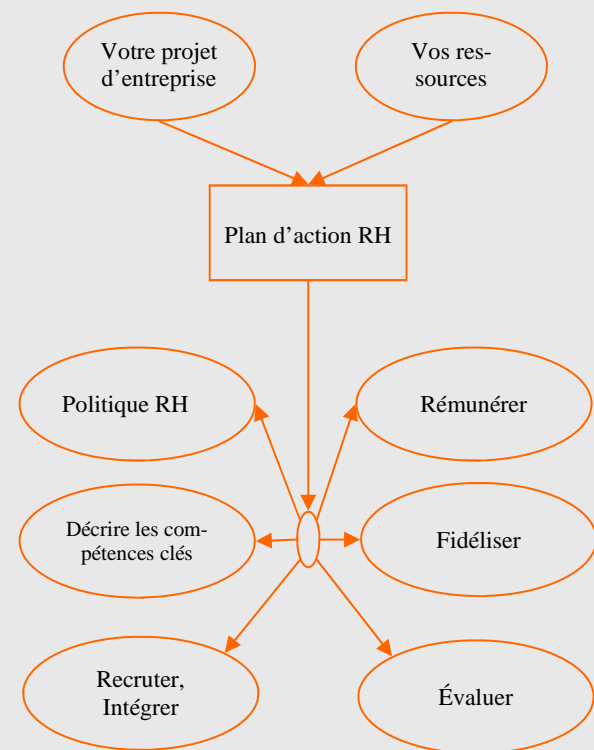 Votre projet
d’entreprise
Vos res-
sources
Plan d’action RH
Politique RH
Rémunérer
Décrire les com-
pétences clés
Fidéliser
Recruter,
Intégrer
Évaluer